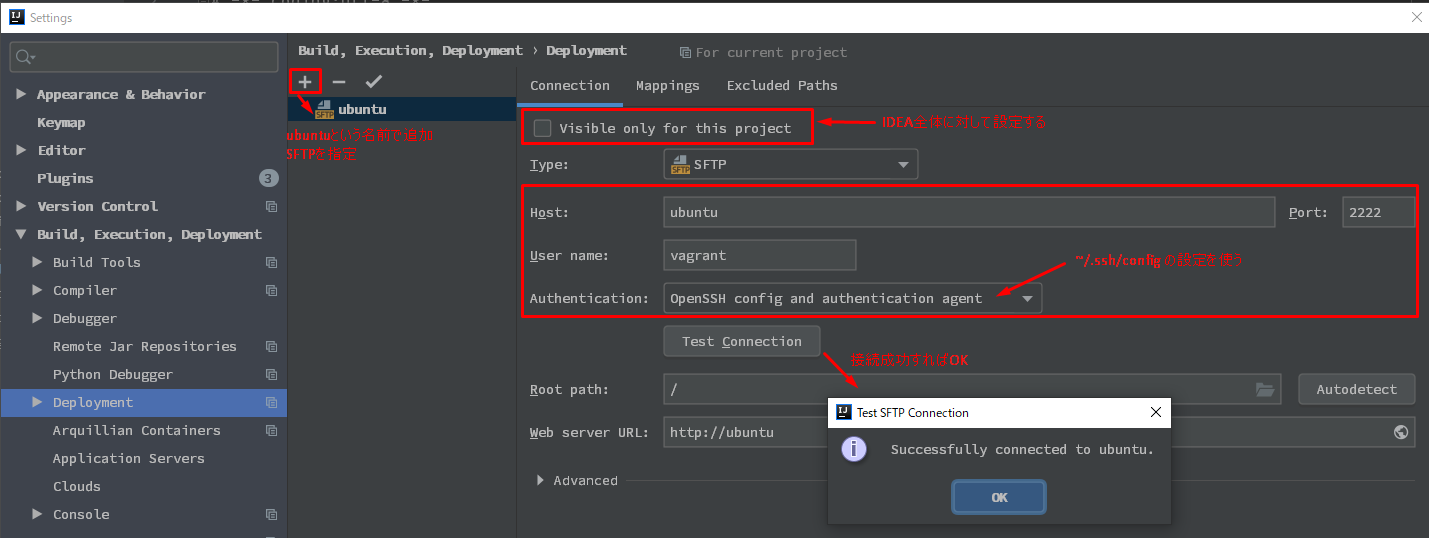 Settings
Build, Execution, Deployment › Deployment
For current project
Appearance & Behavior
Keymap
Editor
Plugins
3
Version Control
Build, Execution, Deployment
Build Tools
Compiler
Debugger
Remote Jar Repositories
Python Debugger
Deployment
Arquillian Containers
Application Servers
Clouds
Console
SFTP
ubuntu
ubuntuという名前で追加
SFTPを指定
Connection
Mappings
Excluded Paths
Visible only for this project
IDEA全体に対して設定する
Type:
SFTP
SFTP
Host:
ubuntu
Port:
2222
User name:
vagrant
~/.ssh/config の設定を使う
Authentication:
OpenSSH config and authentication agent
Test Connection
接続成功すればOK
Root path:
/
Autodetect
Web server URL:
http://ubuntu
Advanced
IJ
Test SFTP Connection
Successfully connected to ubuntu.
OK